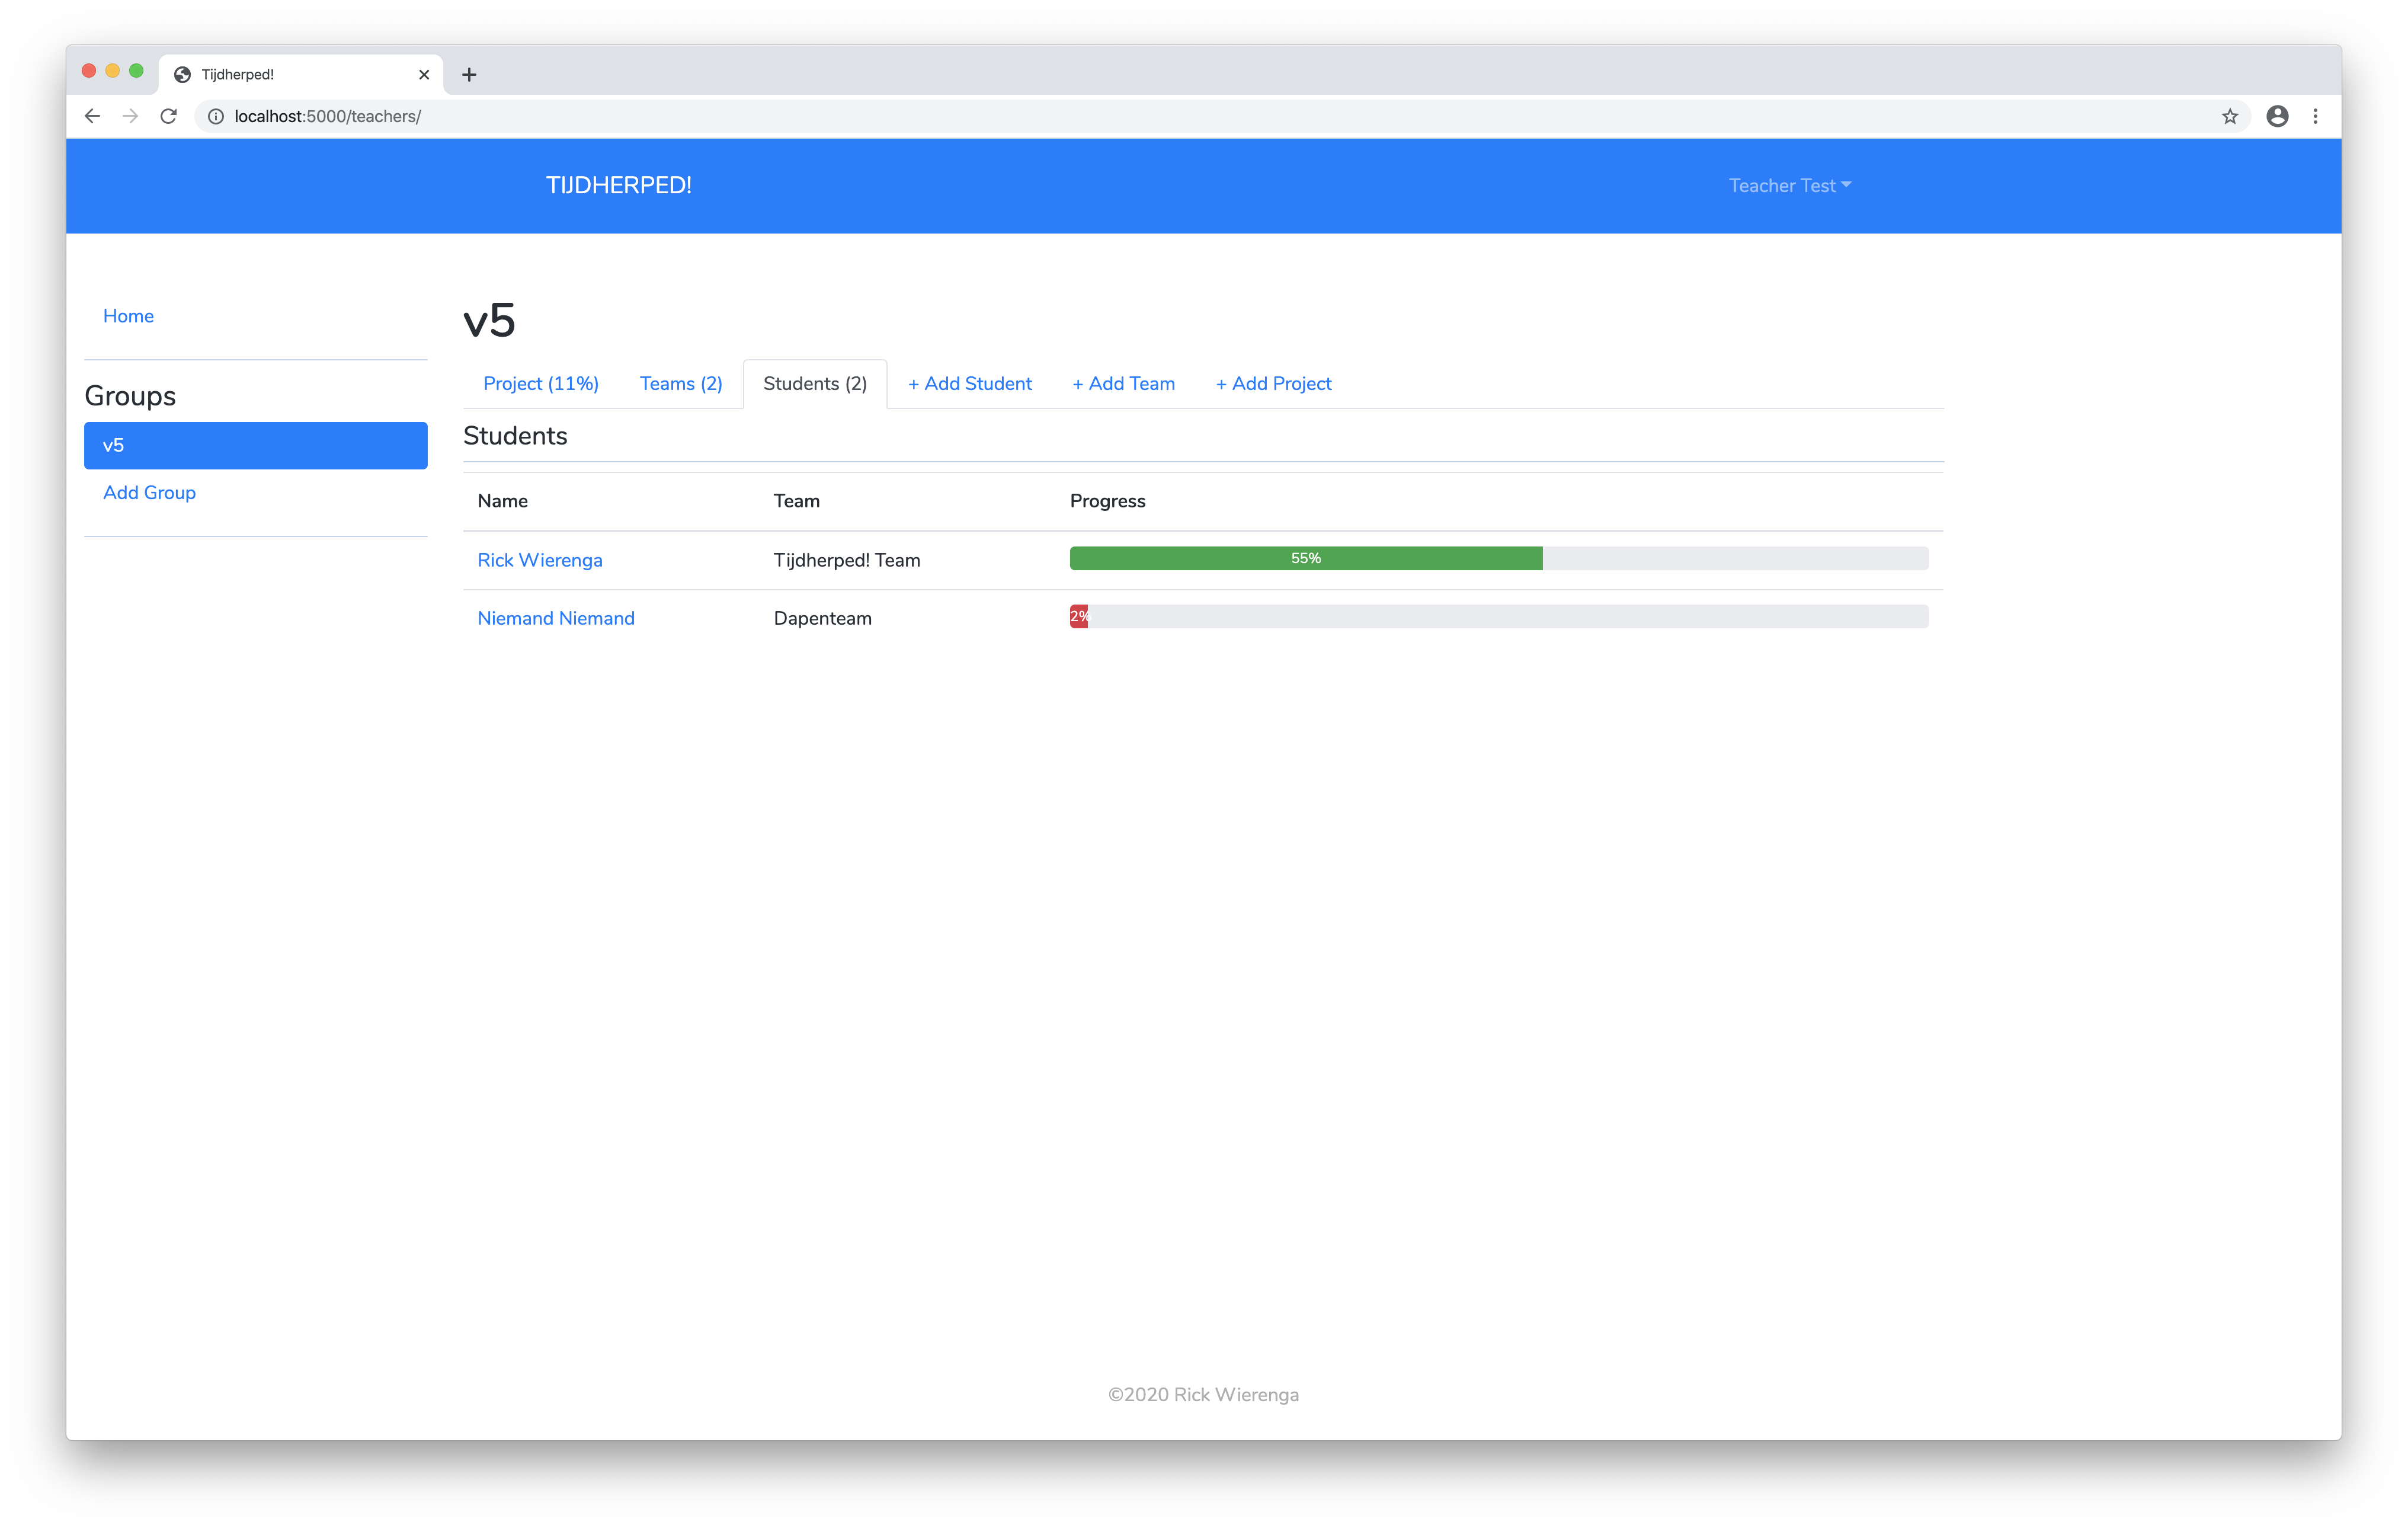 Tijdherped!
localhost:5000/teachers/
TIJDHERPED!
Teacher Test
Home
Groups
v5
Add Group
v5
Project (11%) Teams (2) Students (2) + Add Student + Add Team + Add Project
Students
Name Team Progress
Rick Wierenga Tijdherped! Team 55%
Niemand Niemand Dapenteam 2%
©2020 Rick Wierenga